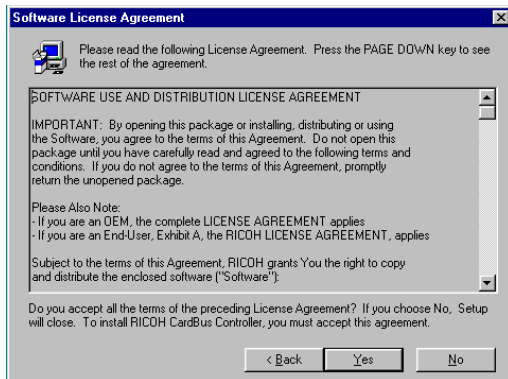 Software License Agreement
Please read the following License Agreement. Press the PAGE DOWN key to see
the rest of the agreement.
SOFTWARE USE AND DISTRIBUTION LICENSE AGREEMENT
IMPORTANT: By opening this package or installing, distributing or using
the Software, you agree to the terms of this Agreement. Do not open this
package until you have carefully read and agreed to the following terms and
conditions. If you do not agree to the terms of this Agreement, promptly
return the unopened package.
Please Also Note:
- If you are an OEM, the complete LICENSE AGREEMENT applies
- If you are an End-User, Exhibit A, the RICOH LICENSE AGREEMENT, applies
Subject to the terms of this Agreement, RICOH grants You the right to copy
and distribute the enclosed software ("Software"):
Do you accept all the terms of the preceding License Agreement? If you choose No, Setup
will close. To install RICOH CardBus Controller, you must accept this agreement.
< Back Yes No